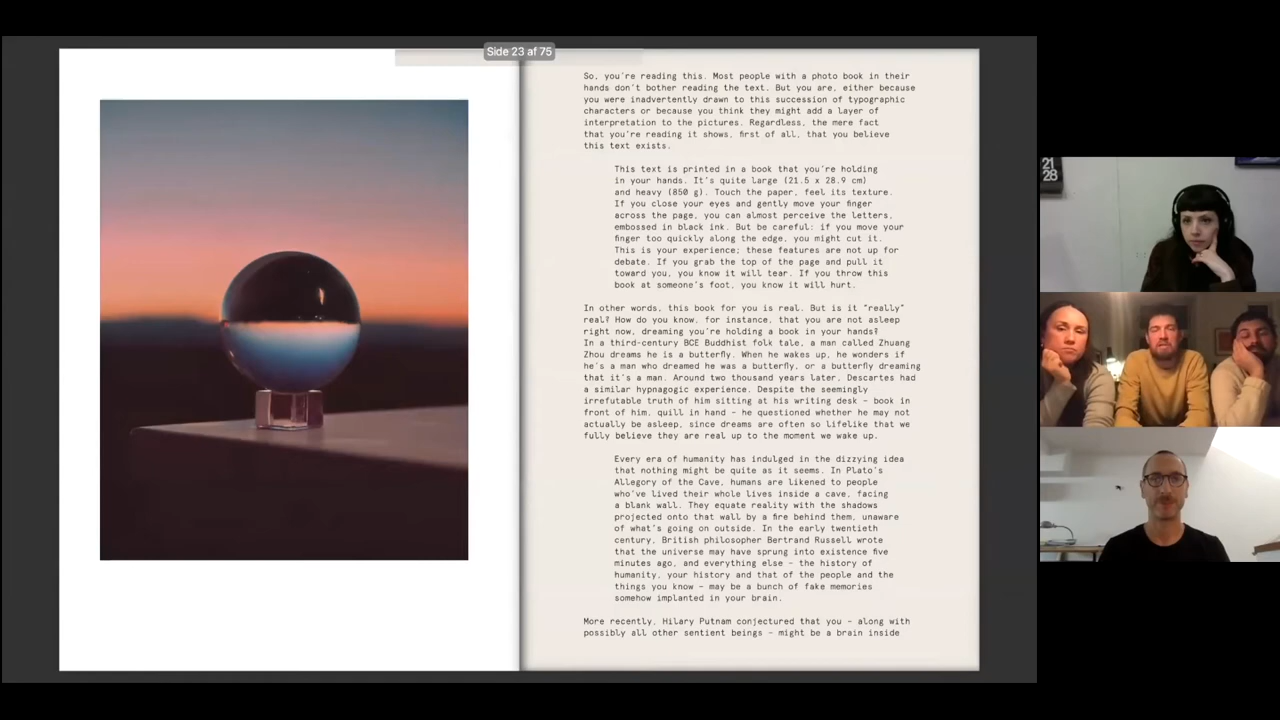 Side 23 af 75
So, you're reading this. Most people with a photo book in their
hands don't bother reading the text. But you are, either because
you were inadvertently drawn to this succession of typographic
characters or because you think they might add a layer of
interpretation to the pictures. Regardless, the mere fact
that you're reading it shows, first of all, that you believe
this text exists.
This text is printed in a book that you're holding
in your hands. It's quite large (21.5 x 28.9 cm)
and heavy (850 g). Touch the paper, feel its texture.
If you close your eyes and gently move your finger
across the page, you can almost perceive the letters,
embossed in black ink. But be careful: if you move your
finger too quickly along the edge, you might cut it.
This is your experience; these features are not up for
debate. If you grab the top of the page and pull it
toward you, you know it will tear. If you throw this
book at someone's foot, you know it will hurt.
In other words, this book for you is real. But is it "really"
real? How do you know, for instance, that you are not asleep
right now, dreaming you're holding a book in your hands?
In a third-century BCE Buddhist folk tale, a man called Zhuang
Zhou dreams he is a butterfly. When he wakes up, he wonders if
he's a man who dreamed he was a butterfly, or a butterfly dreaming
that it's a man. Around two thousand years later, Descartes had
a similar hypnagogic experience. Despite the seemingly
irrefutable truth of him sitting at his writing desk – book in
front of him, quill in hand – he questioned whether he may not
actually be asleep, since dreams are often so lifelike that we
fully believe they are real up to the moment we wake up.
Every era of humanity has indulged in the dizzying idea
that nothing might be quite as it seems. In Plato's
Allegory of the Cave, humans are likened to people
who've lived their whole lives inside a cave, facing
a blank wall. They equate reality with the shadows
projected onto that wall by a fire behind them, unaware
of what's going on outside. In the early twentieth
century, British philosopher Bertrand Russell wrote
that the universe may have sprung into existence five
minutes ago, and everything else – the history of
humanity, your history and that of the people and the
things you know – may be a bunch of fake memories
somehow implanted in your brain.
More recently, Hilary Putnam conjectured that you – along with
possibly all other sentient beings – might be a brain inside
21
28